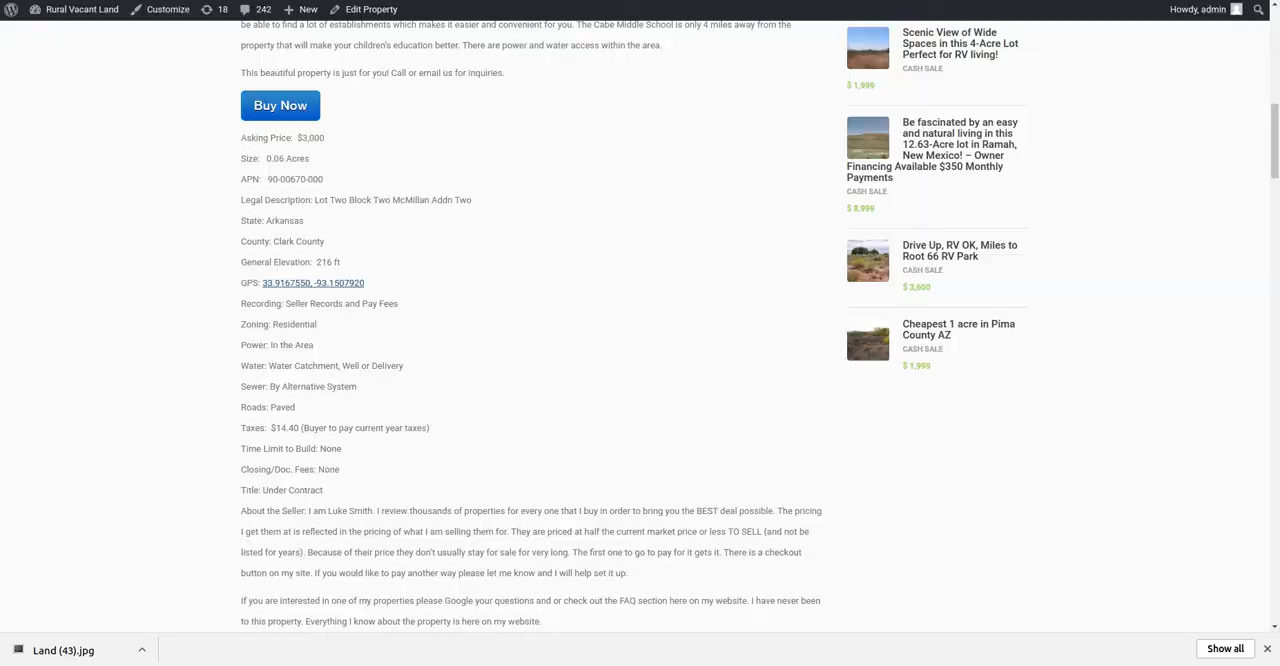 Rural Vacant Land
Customize
18
242
New
Edit Property
Howdy, admin
be able to find a lot of establishments which makes it easier and convenient for you. The Cabe Middle School is only 4 miles away from the
property that will make your children's education better. There are power and water access within the area.
This beautiful property is just for you! Call or email us for inquiries.
Buy Now
Asking Price: $3,000
Size: 0.06 Acres
APN: 90-00670-000
Legal Description: Lot Two Block Two McMillan Addn Two
State: Arkansas
County: Clark County
General Elevation: 216 ft
GPS: 33.9167550, -93.1507920
Recording: Seller Records and Pay Fees
Zoning: Residential
Power: In the Area
Water: Water Catchment, Well or Delivery
Sewer: By Alternative System
Roads: Paved
Taxes: $14.40 (Buyer to pay current year taxes)
Time Limit to Build: None
Closing/Doc. Fees: None
Title: Under Contract
About the Seller: I am Luke Smith. I review thousands of properties for every one that I buy in order to bring you the BEST deal possible. The pricing
I get them at is reflected in the pricing of what I am selling them for. They are priced at half the current market price or less TO SELL (and not be
listed for years). Because of their price they don't usually stay for sale for very long. The first one to go to pay for it gets it. There is a checkout
button on my site. If you would like to pay another way please let me know and I will help set it up.
If you are interested in one of my properties please Google your questions and or check out the FAQ section here on my website. I have never been
to this property. Everything I know about the property is here on my website.
Scenic View of Wide
Spaces in this 4-Acre Lot
Perfect for RV living!
CASH SALE
$ 1,999
Be fascinated by an easy
and natural living in this
12.63-Acre lot in Ramah,
New Mexico! – Owner
Financing Available $350 Monthly
Payments
CASH SALE
$ 8,999
Drive Up, RV OK, Miles to
Root 66 RV Park
CASH SALE
$ 3,600
Cheapest 1 acre in Pima
County AZ
CASH SALE
$ 1,999
Land (43).jpg
Show all